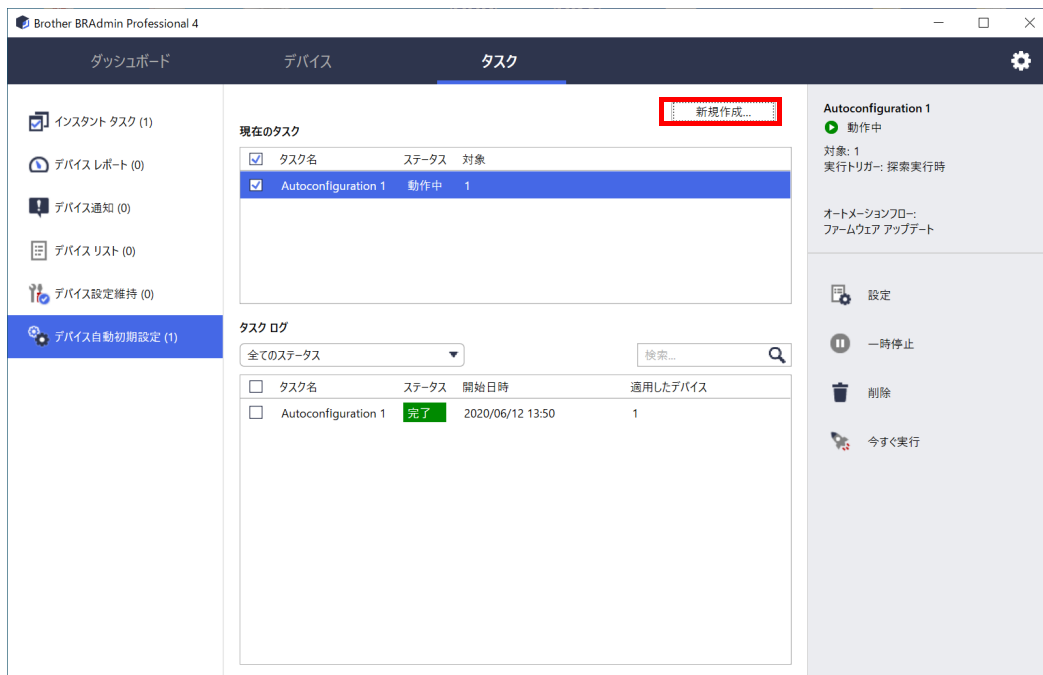 Brother BRAdmin Professional 4
ダッシュボード
デバイス
タスク
インスタント タスク (1)
デバイス レポート (0)
デバイス通知 (0)
デバイス リスト (0)
デバイス設定維持 (0)
デバイス自動初期設定 (1)
新規作成...
現在のタスク
タスク名 ステータス 対象
Autoconfiguration 1 動作中 1
タスク ログ
全てのステータス
検索...
タスク名 ステータス 開始日時 適用したデバイス
Autoconfiguration 1 完了 2020/06/12 13:50 1
Autoconfiguration 1
動作中
対象: 1
実行トリガー: 探索実行時
オートメーションフロー:
ファームウェア アップデート
設定
一時停止
削除
今すぐ実行